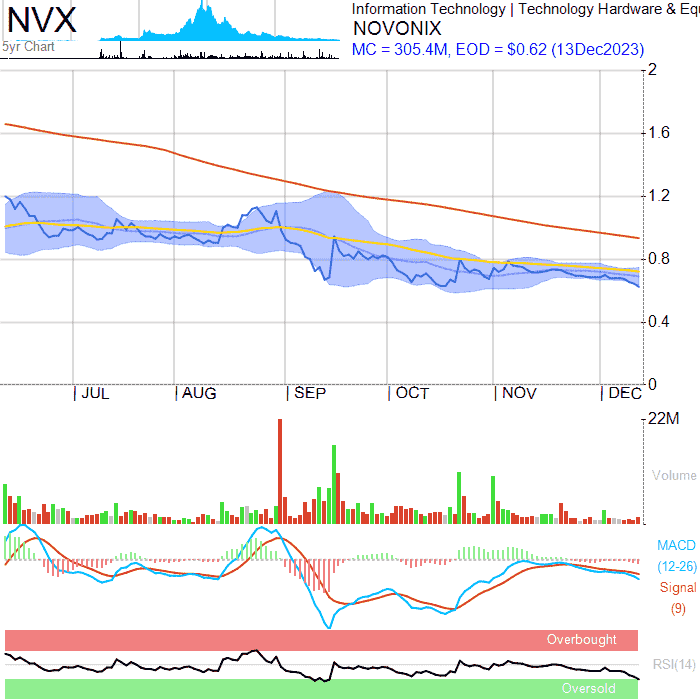 NVX
5yr Chart
Information Technology | Technology Hardware & Equ
NOVONIX
MC = 305.4M, EOD = $0.62 (13Dec2023)
2
1.6
1.2
0.8
0.4
0
| JUL | AUG | SEP | OCT | NOV | DEC
22M
Volume
MACD
(12-26)
Signal
(9)
Overbought
RSI(14)
Oversold